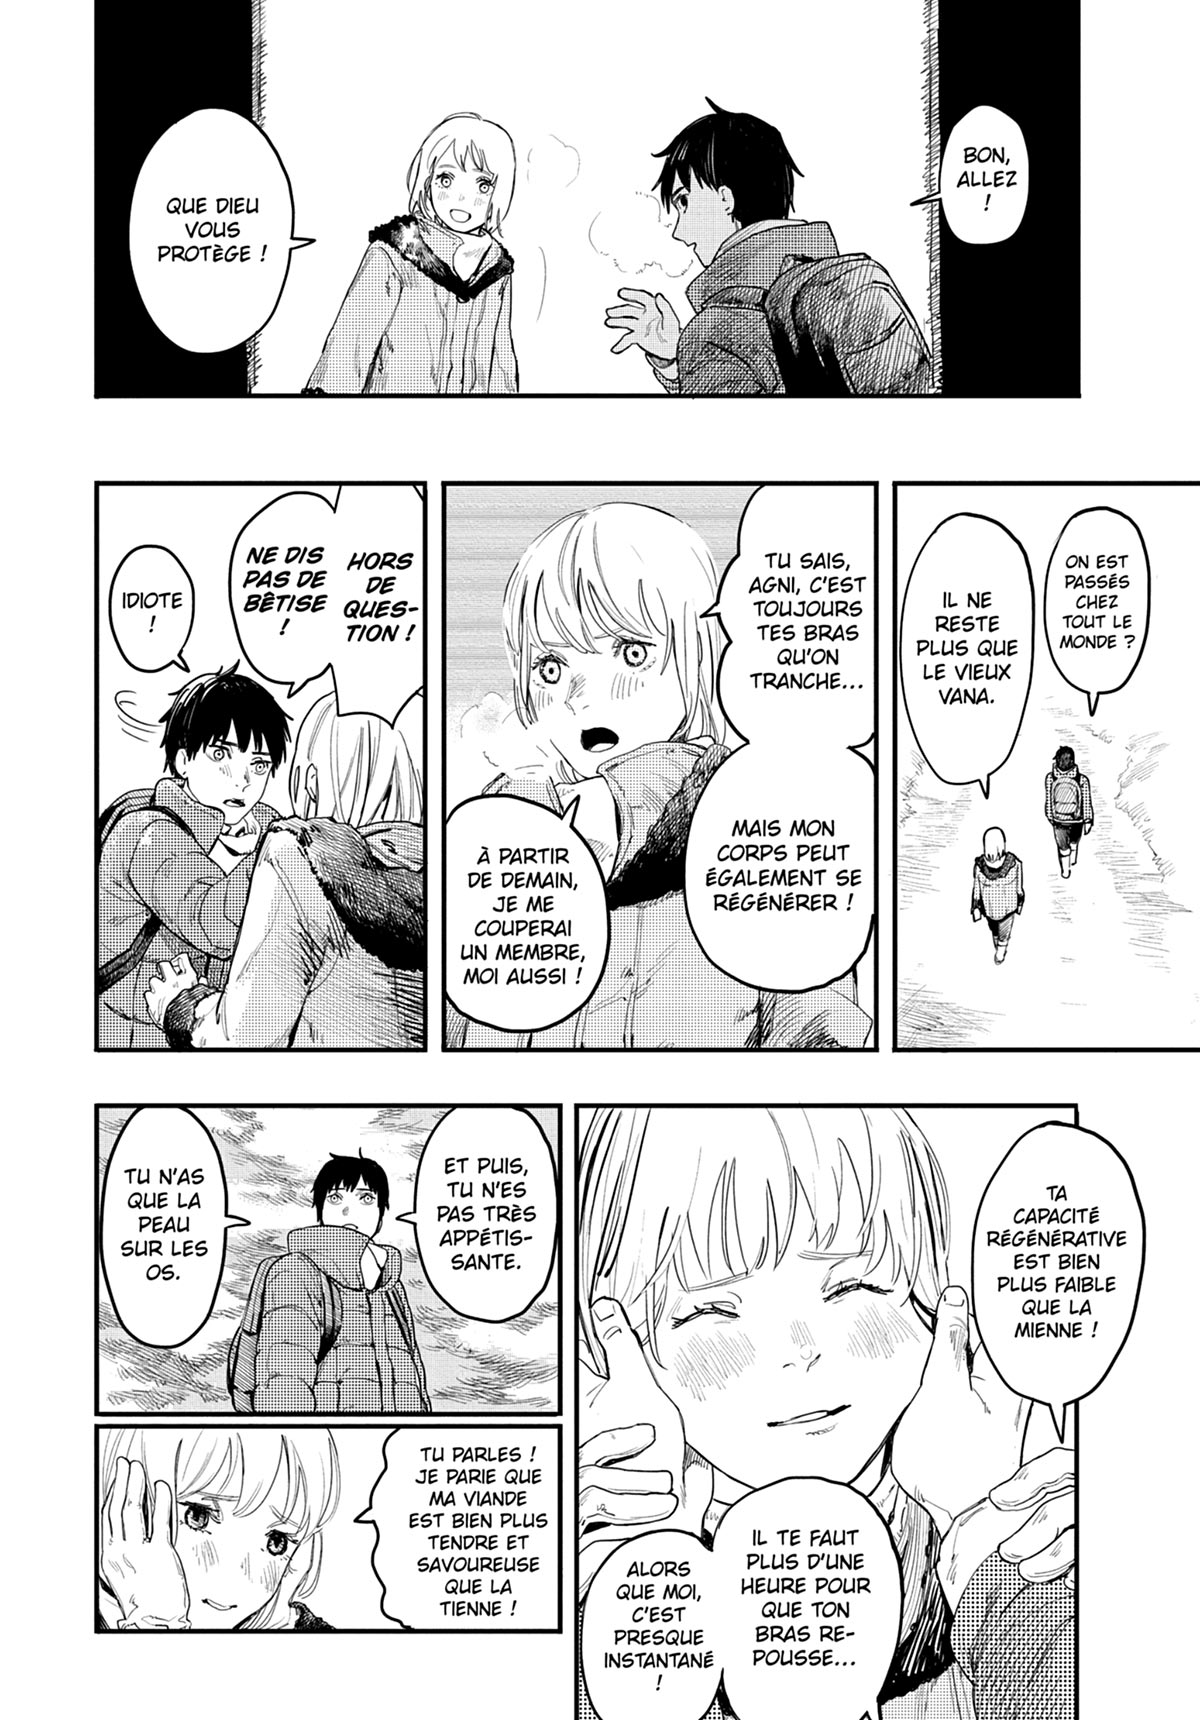 BON,
ALLEZ
!
QUE DIEU
VOUS
PROTÈGE !
ON EST
PASSÉS
CHEZ
TOUT LE
MONDE ?
IL NE
RESTE
PLUS QUE
LE VIEUX
VANA.
TU SAIS,
AGNI, C'EST
TOUJOURS
TES BRAS
QU'ON
TRANCHE...
MAIS MON
CORPS PEUT
ÉGALEMENT SE
RÉGÉNÉRER !
À PARTIR
DE DEMAIN,
JE ME
COUPERAI
UN MEMBRE,
MOI AUSSI !
HORS
DE
QUES-
TION !
NE DIS
PAS DE
BÊTISE
!
IDIOTE
!
TA
CAPACITÉ
RÉGÉNÉRATIVE
EST BIEN
PLUS FAIBLE
QUE LA
MIENNE !
IL TE FAUT
PLUS D'UNE
HEURE POUR
QUE TON
BRAS RE-
POUSSE...
ALORS
QUE MOI,
C'EST
PRESQUE
INSTANTANÉ
!
ET PUIS,
TU N'ES
PAS TRÈS
APPÉTIS-
SANTE.
TU N'AS
QUE LA
PEAU
SUR LES
OS.
TU PARLES !
JE PARIE QUE
MA VIANDE
EST BIEN PLUS
TENDRE ET
SAVOUREUSE
QUE LA
TIENNE !